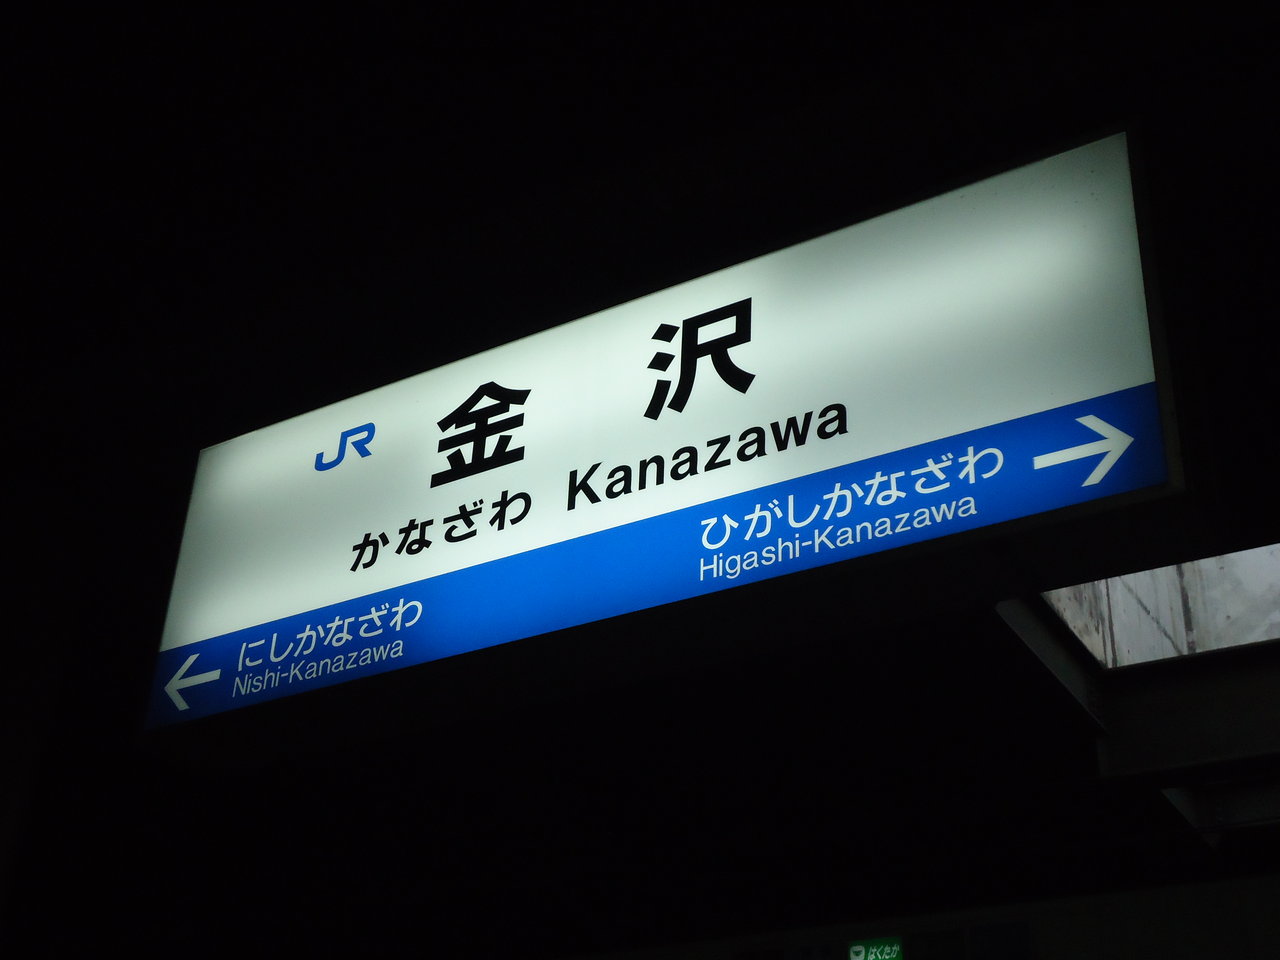 JR 金沢
かなざわ Kanazawa
ひがしかなざわ
Higashi-Kanazawa
にしかなざわ
Nishi-Kanazawa
はくたか